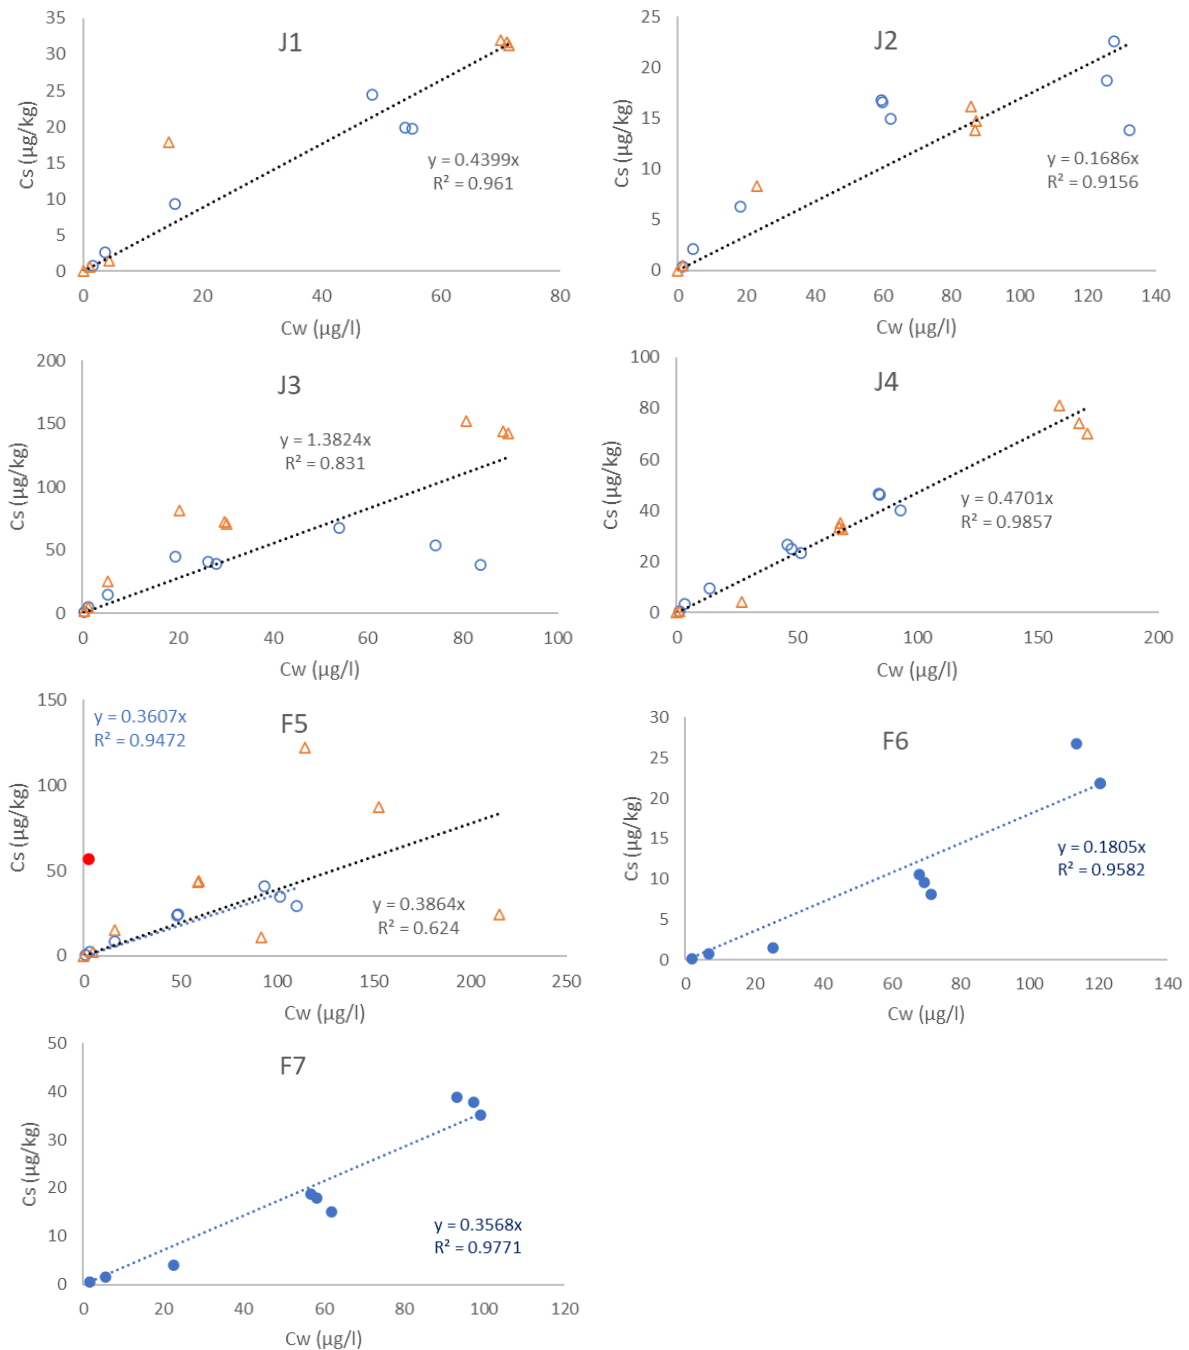 J1
Cs (µg/kg)
35
30
25
20
15
10
5
0
y = 0.4399x
R² = 0.961
0 20 40 60 80
Cw (µg/l)
J2
Cs (µg/kg)
25
20
15
10
5
0
y = 0.1686x
R² = 0.9156
0 20 40 60 80 100 120 140
Cw (µg/l)
J3
Cs (µg/kg)
200
150
100
50
0
y = 1.3824x
R² = 0.831
0 20 40 60 80 100
Cw (µg/l)
J4
Cs (µg/kg)
100
80
60
40
20
0
y = 0.4701x
R² = 0.9857
0 50 100 150 200
Cw (µg/l)
F5
Cs (µg/kg)
150
100
50
0
y = 0.3607x
R² = 0.9472
y = 0.3864x
R² = 0.624
0 50 100 150 200 250
Cw (µg/l)
F6
Cs (µg/kg)
30
25
20
15
10
5
0
y = 0.1805x
R² = 0.9582
0 20 40 60 80 100 120 140
Cw (µg/l)
F7
Cs (µg/kg)
50
40
30
20
10
0
y = 0.3568x
R² = 0.9771
0 20 40 60 80 100 120
Cw (µg/l)